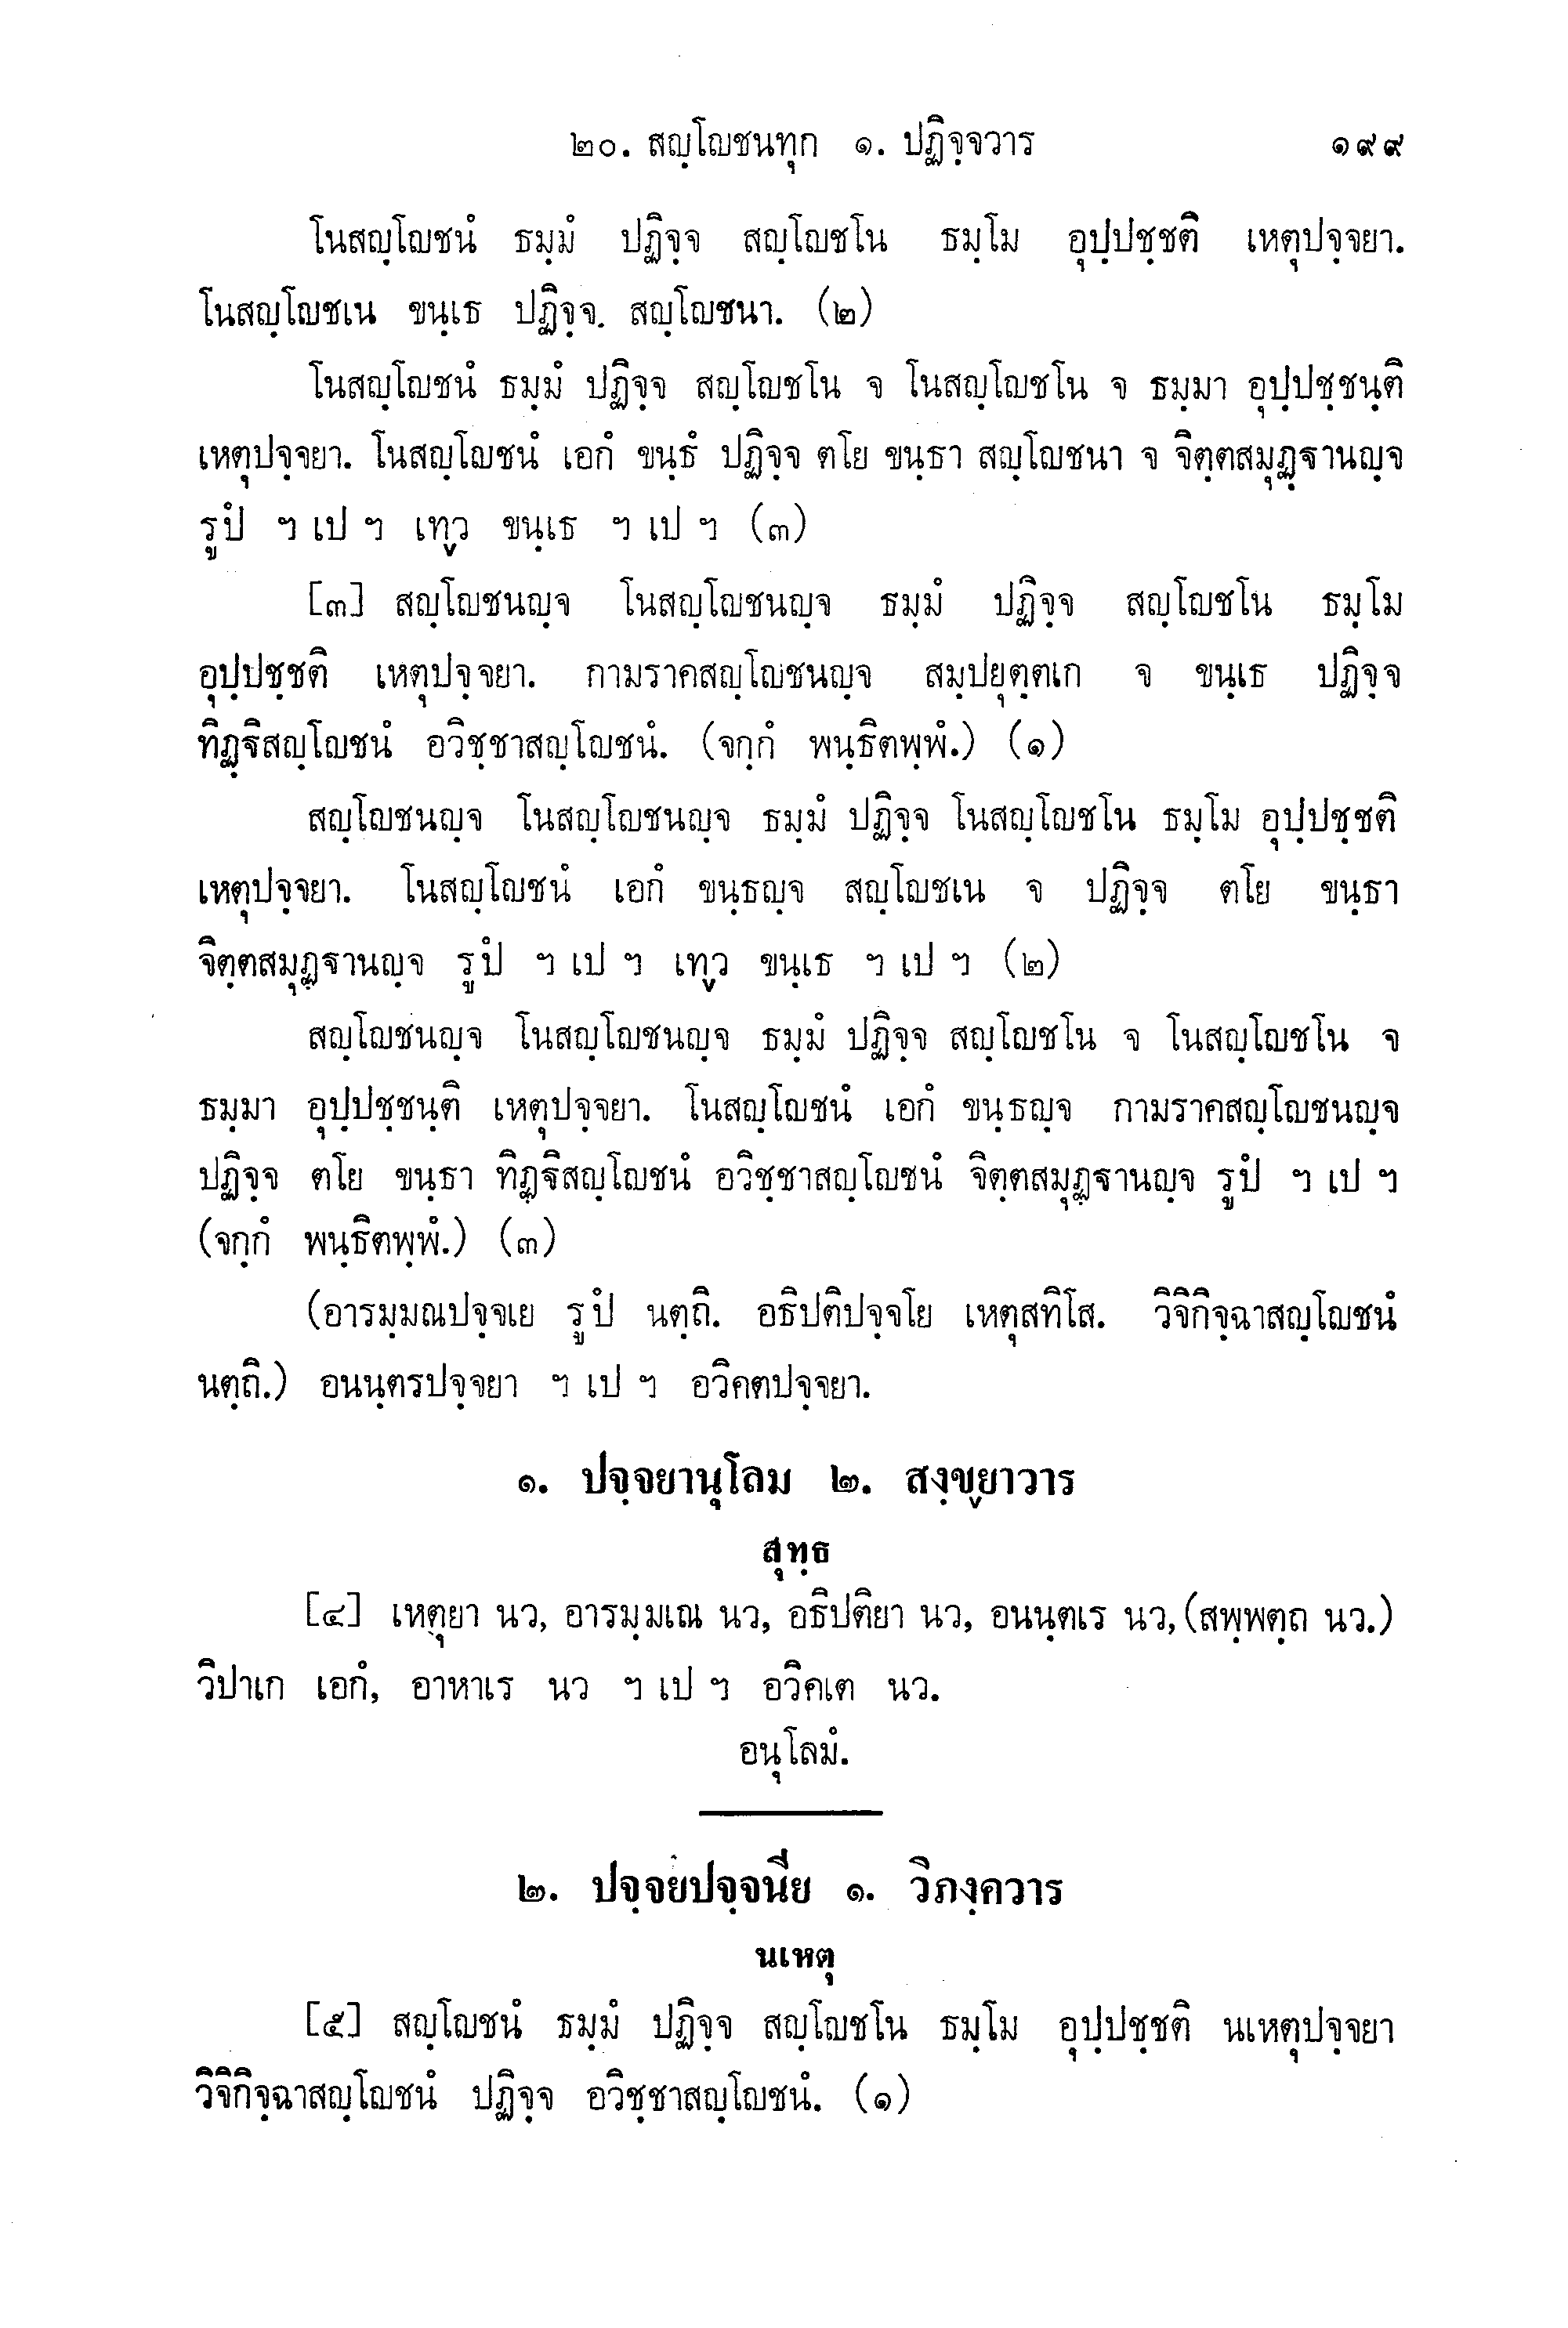 ๒๐. สญฺโญชนทุก ๑. ปฏิจฺจวาร ๑๙๙
โนสญฺโญชนํ ธมฺมํ ปฏิจฺจ สญฺโญชโน ธมฺโม อุปฺปชฺชติ เหตุปจฺจยา.
โนสญฺโญชเน ขนฺเธ ปฏิจฺจ. สญฺโญชนา. (๒)
โนสญฺโญชนํ ธมฺมํ ปฏิจฺจ สญฺโญชโน จ โนสญฺโญชโน จ ธมฺมา อุปฺปชฺชนฺติ
เหตุปจฺจยา. โนสญฺโญชนํ เอกํ ขนฺธํ ปฏิจฺจ ตโย ขนฺธา สญฺโญชนา จ จิตฺตสมุฏฺฐานญฺจ
รูปํ ฯ เป ฯ เทฺว ขนฺเธ ฯ เป ฯ (๓)
[๓] สญฺโญชนญฺจ โนสญฺโญชนญฺจ ธมฺมํ ปฏิจฺจ สญฺโญชโน ธมฺโม
อุปฺปชฺชติ เหตุปจฺจยา. กามราคสญฺโญชนญฺจ สมฺปยุตฺตเก จ ขนฺเธ ปฏิจฺจ
ทิฏฺฐิสญฺโญชนํ อวิชฺชาสญฺโญชนํ. (จกฺกํ พนฺธิตพฺพํ.) (๑)
สญฺโญชนญฺจ โนสญฺโญชนญฺจ ธมฺมํ ปฏิจฺจ โนสญฺโญชโน ธมฺโม อุปฺปชฺชติ
เหตุปจฺจยา. โนสญฺโญชนํ เอกํ ขนฺธญฺจ สญฺโญชเน จ ปฏิจฺจ ตโย ขนฺธา
จิตฺตสมุฏฺฐานญฺจ รูปํ ฯ เป ฯ เทฺว ขนฺเธ ฯ เป ฯ (๒)
สญฺโญชนญฺจ โนสญฺโญชนญฺจ ธมฺมํ ปฏิจฺจ สญฺโญชโน จ โนสญฺโญชโน จ
ธมฺมา อุปฺปชฺชนฺติ เหตุปจฺจยา. โนสญฺโญชนํ เอกํ ขนฺธญฺจ กามราคสญฺโญชนญฺจ
ปฏิจฺจ ตโย ขนฺธา ทิฏฺฐิสญฺโญชนํ อวิชฺชาสญฺโญชนํ จิตฺตสมุฏฺฐานญฺจ รูปํ ฯ เป ฯ
(จกฺกํ พนฺธิตพฺพํ.) (๓)
(อารมฺมณปจฺจเย รูปํ นตฺถิ. อธิปติปจฺจโย เหตุสทิโส. วิจิกิจฺฉาสญฺโญชนํ
นตฺถิ.) อนนฺตรปจฺจยา ฯ เป ฯ อวิคตปจฺจยา.
๑. ปจฺจยานุโลม ๒. สงฺขฺยาวาร
สุทฺธ
[๔] เหตุยา นว, อารมฺมเณ นว, อธิปติยา นว, อนนฺตเร นว, (สพฺพตฺถ นว.)
วิปาเก เอกํ, อาหาเร นว ฯ เป ฯ อวิคเต นว.
อนุโลมํ.
๒. ปจฺจยปจฺจนีย ๑. วิภงฺควาร
นเหตุ
[๕] สญฺโญชนํ ธมฺมํ ปฏิจฺจ สญฺโญชโน ธมฺโม อุปฺปชฺชติ นเหตุปจฺจยา
วิจิกิจฺฉาสญฺโญชนํ ปฏิจฺจ อวิชฺชาสญฺโญชนํ. (๑)